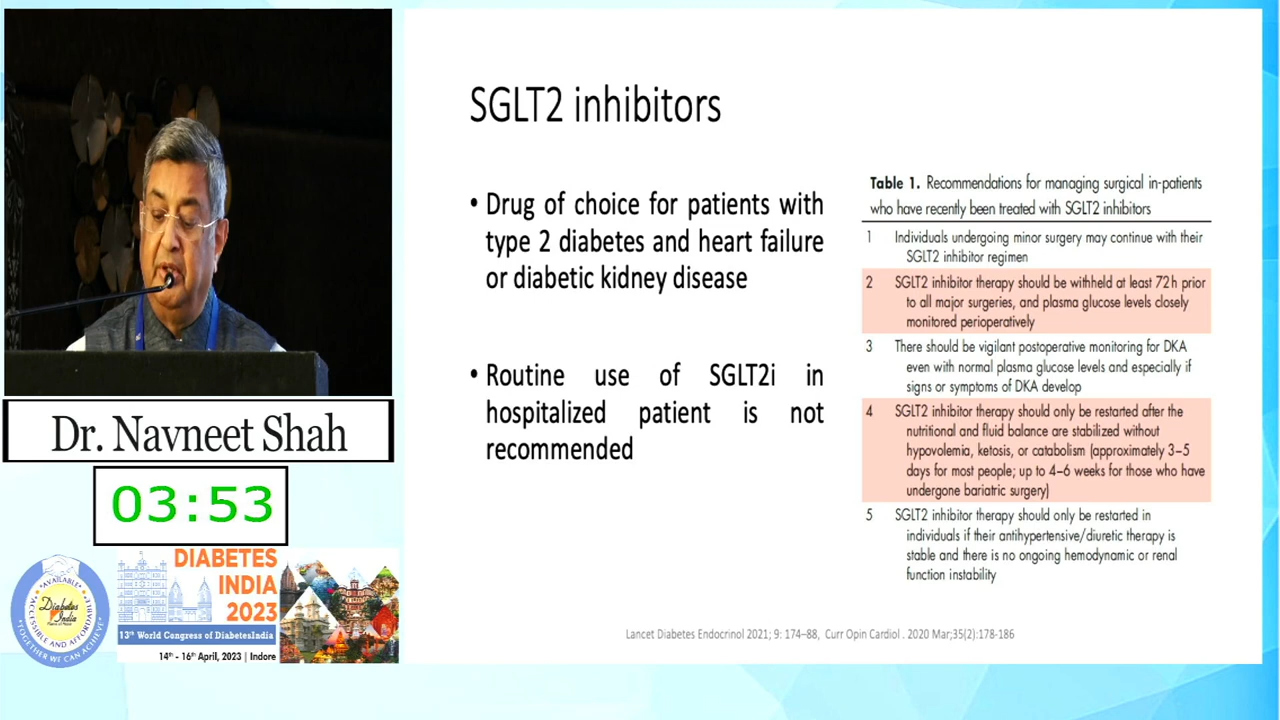 SGLT2 inhibitors
• Drug of choice for patients with
type 2 diabetes and heart failure
or diabetic kidney disease
• Routine use of SGLT2i in
hospitalized patient is not
recommended
Table 1. Recommendations for managing surgical in-patients
who have recently been treated with SGLT2 inhibitors
1 Individuals undergoing minor surgery may continue with their
SGLT2 inhibitor regimen
2 SGLT2 inhibitor therapy should be withheld at least 72h prior
to all major surgeries, and plasma glucose levels closely
monitored perioperatively
3 There should be vigilant postoperative monitoring for DKA
even with normal plasma glucose levels and especially if
signs or symptoms of DKA develop
4 SGLT2 inhibitor therapy should only be restarted after the
nutritional and fluid balance are stabilized without
hypovolemia, ketosis, or catabolism (approximately 3–5
days for most people; up to 4–6 weeks for those who have
undergone bariatric surgery)
5 SGLT2 inhibitor therapy should only be restarted in
individuals if their antihypertensive/diuretic therapy is
stable and there is no ongoing hemodynamic or renal
function instability
Lancet Diabetes Endocrinol 2021; 9: 174–88, Curr Opin Cardiol . 2020 Mar;35(2):178-186
Dr. Navneet Shah
03:53
AVAILABLE
ACCESSIBLE AND AFFORDABLE
Diabetes
India
TOGETHER WE CAN ACHIEVE
DIABETES
INDIA
2023
13th World Congress of DiabetesIndia
14th - 16th April, 2023 | Indore